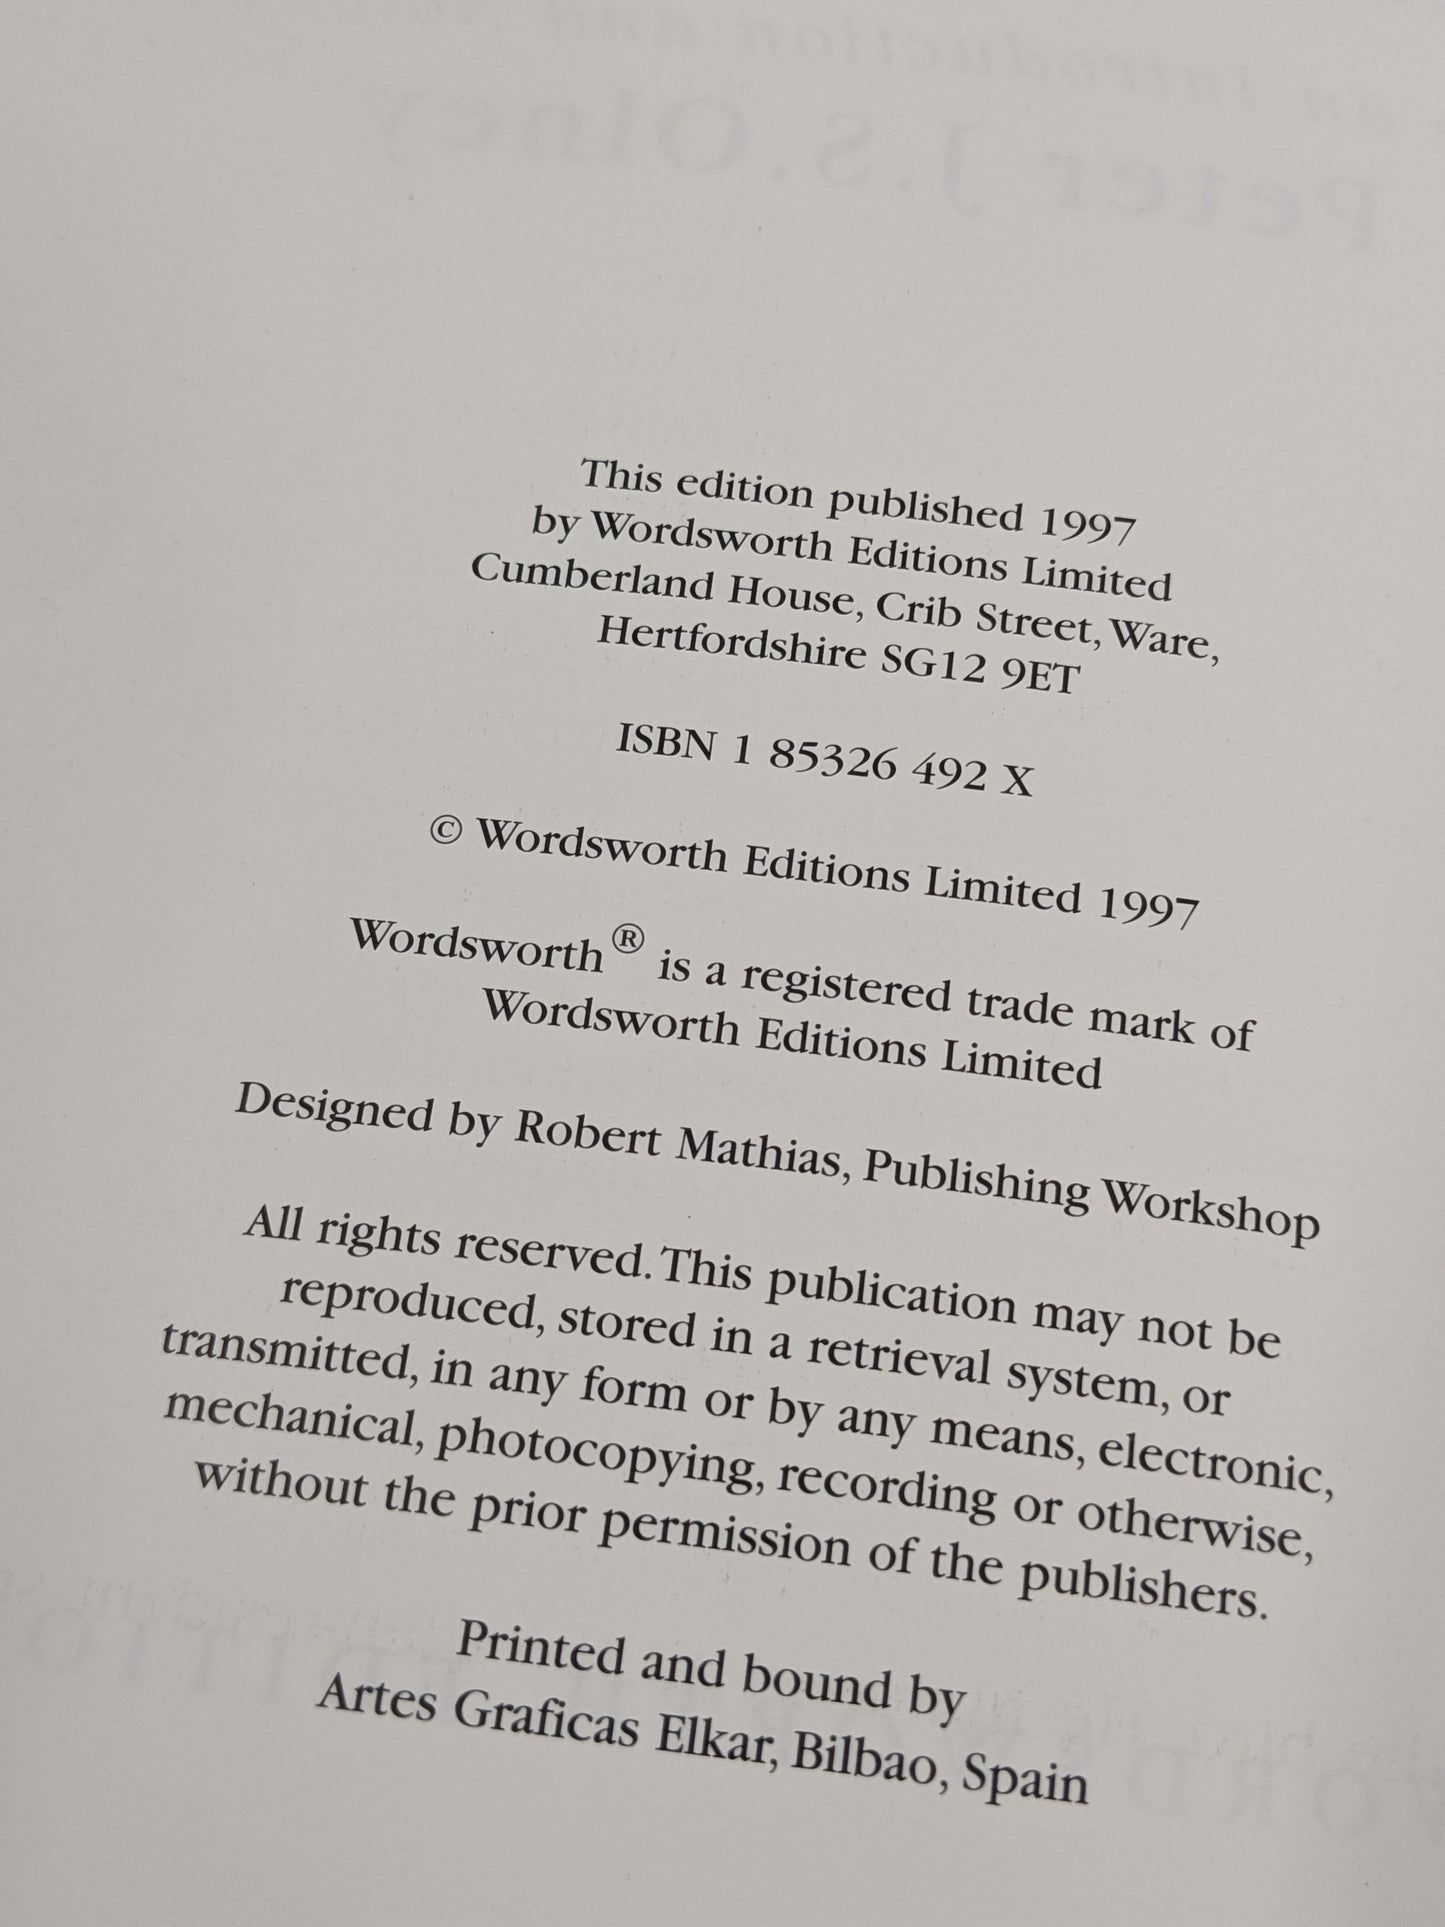 This edition published 1997
by Wordsworth Editions Limited
Cumberland House, Crib Street, Ware,
Hertfordshire SG12 9ET
ISBN 1 85326 492 X
© Wordsworth Editions Limited 1997
Wordsworth® is a registered trade mark of
Wordsworth Editions Limited
Designed by Robert Mathias, Publishing Workshop
All rights reserved. This publication may not be
reproduced, stored in a retrieval system, or
transmitted, in any form or by any means, electronic,
mechanical, photocopying, recording or otherwise,
without the prior permission of the publishers.
Printed and bound by
Artes Graficas Elkar, Bilbao, Spain